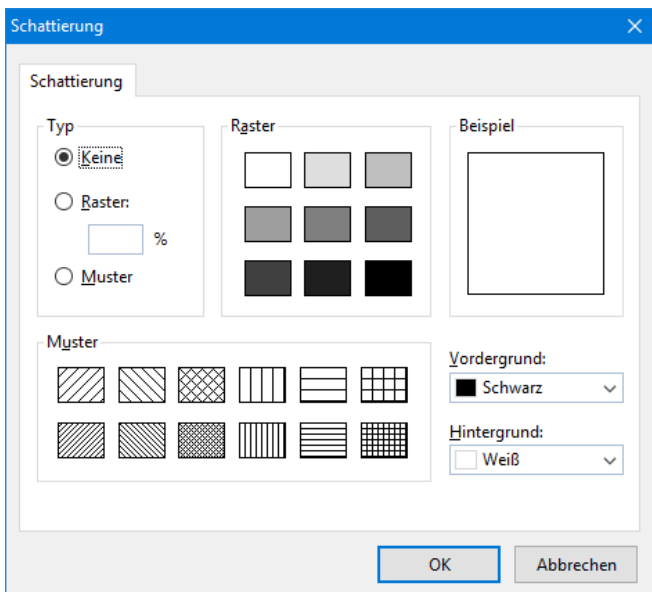 Schattierung
Schattierung
Typ
Keine
Raster:
%
Muster
Raster
Beispiel
Muster
Vordergrund:
Schwarz
Hintergrund:
Weiß
OK
Abbrechen